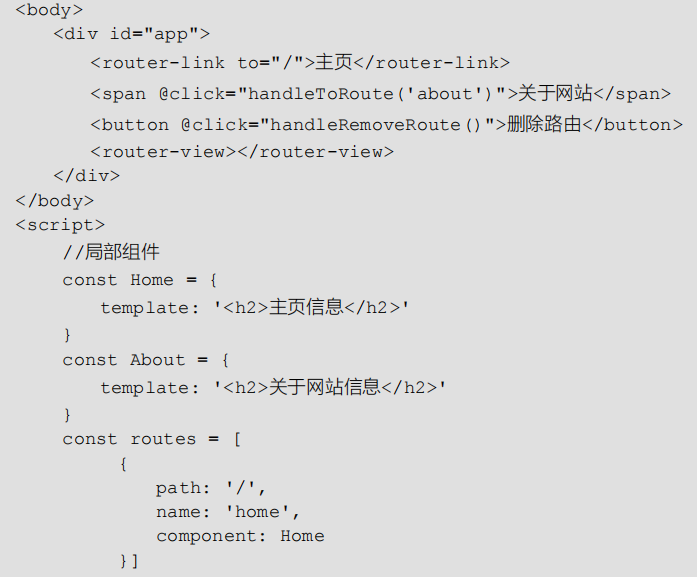 <body>
    <div id="app">
        <router-link to="/">主页</router-link>
        <span @click="handleToRoute('about')">关于网站</span>
        <button @click="handleRemoveRoute()">删除路由</button>
        <router-view></router-view>
    </div>
</body>
<script>
     //局部组件
     const Home = {
         template: '<h2>主页信息</h2>'
     }
     const About = {
         template: '<h2>关于网站信息</h2>'
     }
     const routes = [
           {
               path: '/',
               name: 'home',
               component: Home
           }]